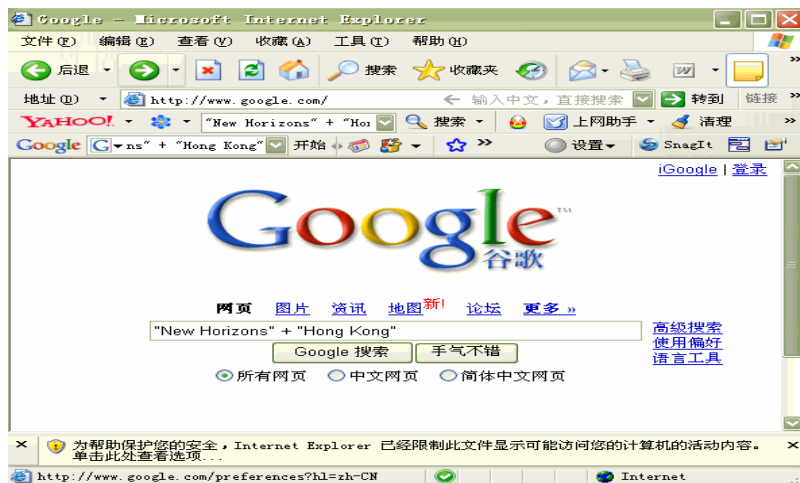 Google - Microsoft Internet Explorer
文件(F) 编辑(E) 查看(V) 收藏(A) 工具(T) 帮助(H)
后退 搜索 收藏夹 »
地址(D) http://www.google.com/ ← 输入中文，直接搜索 转到 链接 »
YAHOO! "New Horizons" + "Hon 搜索 上网助手 清理 »
Google G ns" + "Hong Kong" 开始 » 设置 SnagIt
iGoogle | 登录
Google™
谷歌
网页 图片 资讯 地图新! 论坛 更多 »
"New Horizons" + "Hong Kong" 高级搜索
Google 搜索 手气不错 使用偏好
语言工具
所有网页 中文网页 简体中文网页
× 为帮助保护您的安全，Internet Explorer 已经限制此文件显示可能访问您的计算机的活动内容。 ×
单击此处查看选项...
http://www.google.com/preferences?hl=zh-CN Internet